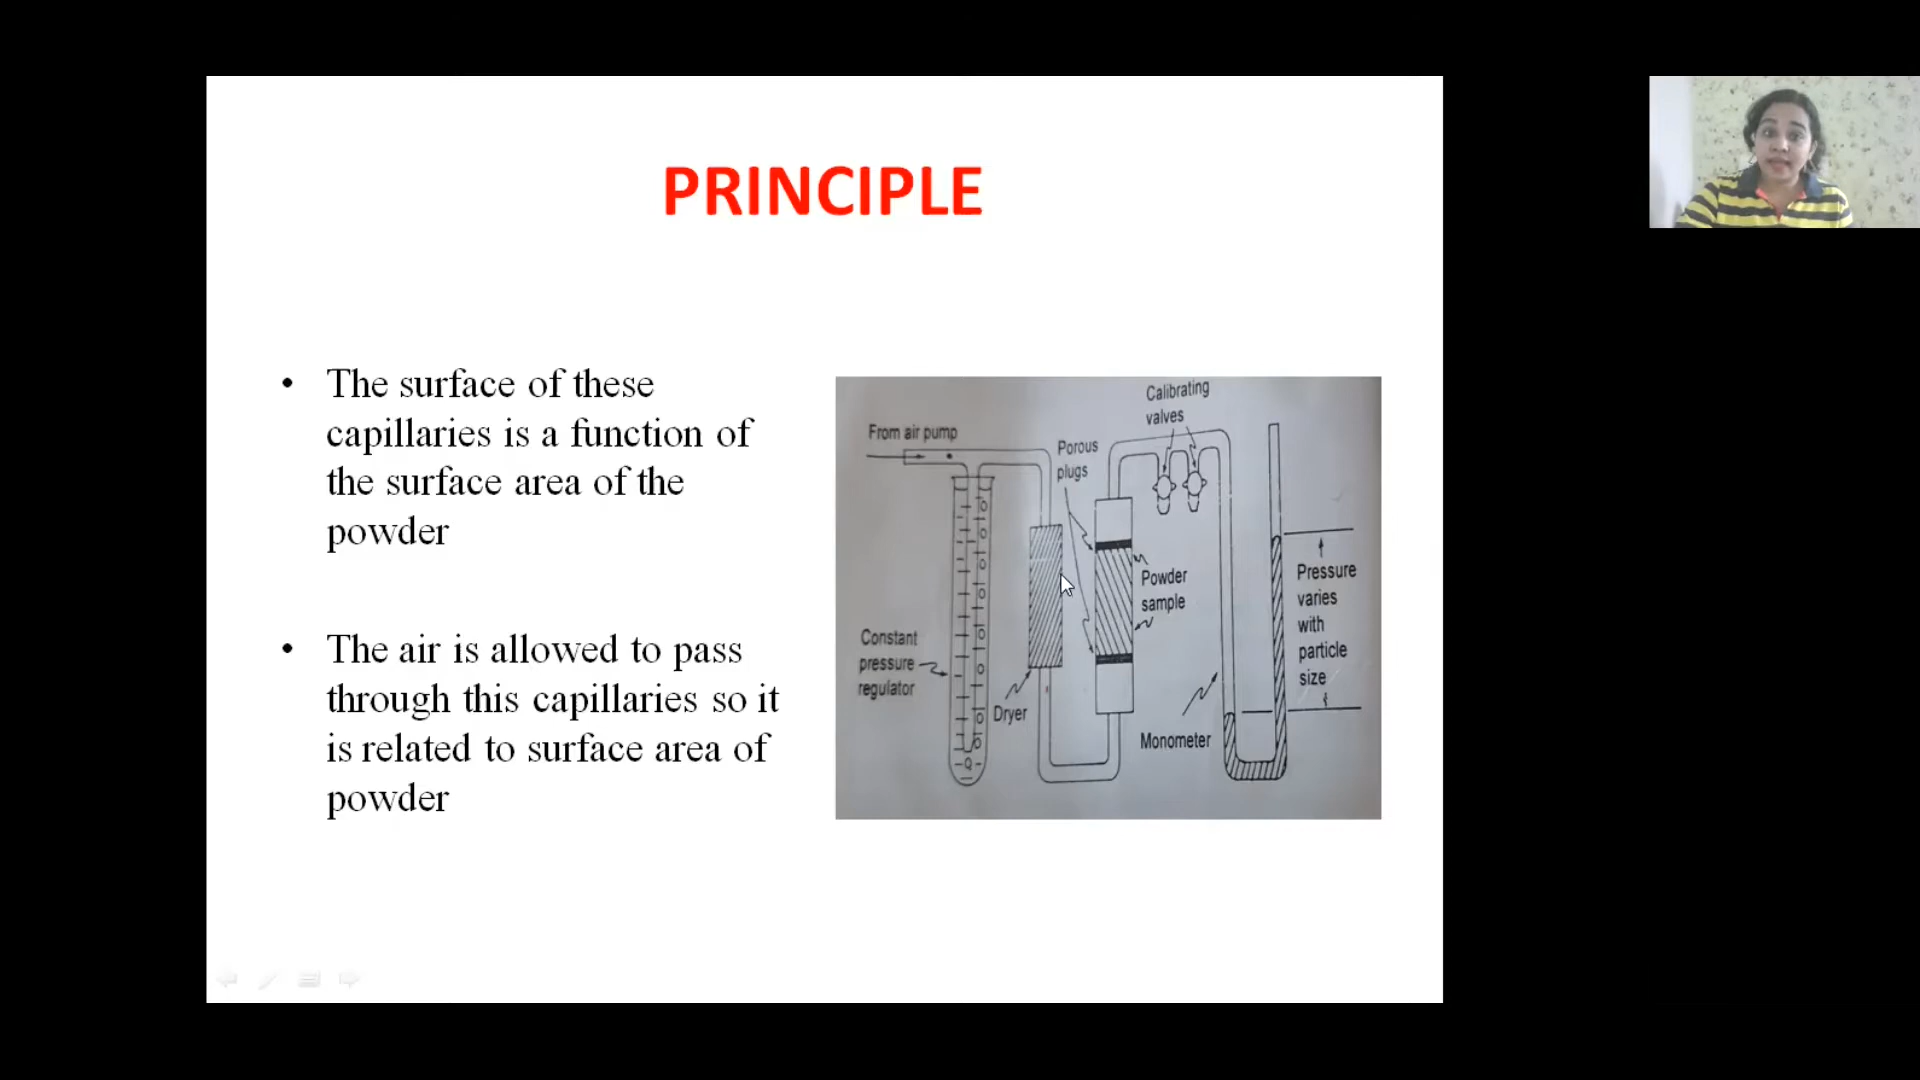 PRINCIPLE
• The surface of these
capillaries is a function of
the surface area of the
powder
• The air is allowed to pass
through this capillaries so it
is related to surface area of
powder
From air pump
Calibrating
valves
Porous
plugs
Powder
sample
Constant
pressure
regulator
Dryer
Monometer
Pressure
varies
with
particle
size